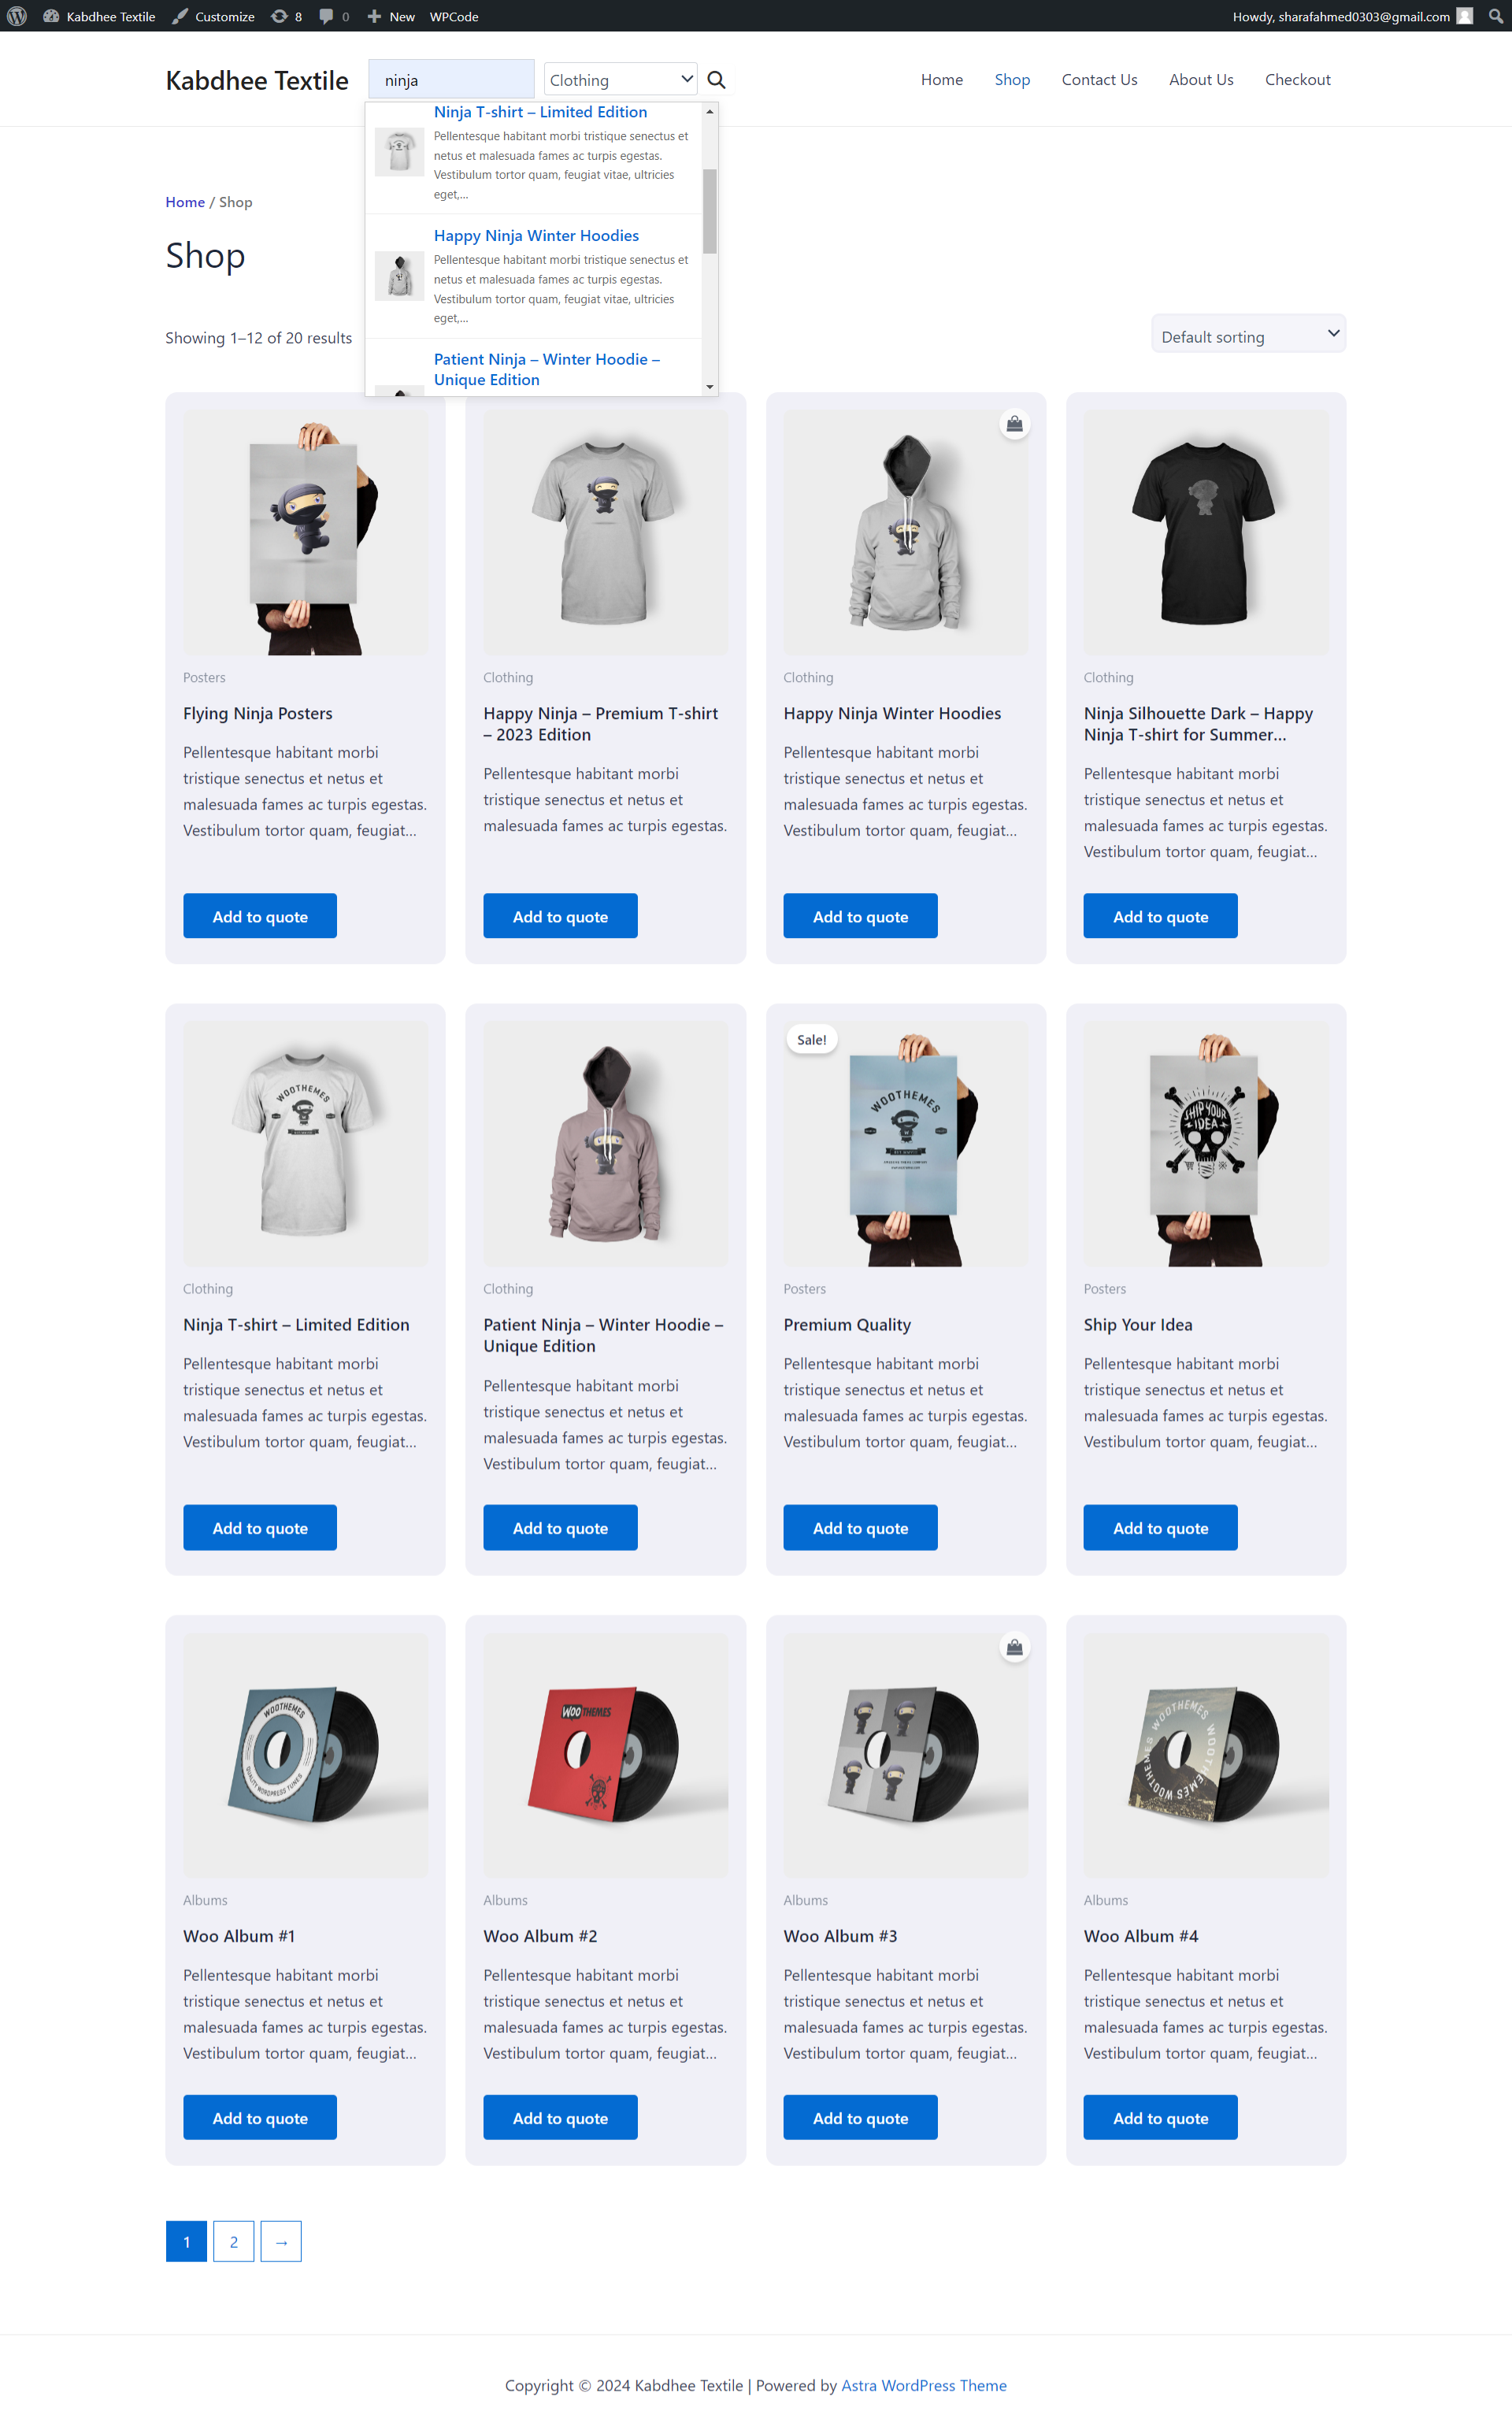 Kabdhee Textile Customize 8 0 New WPCode Howdy, sharafahmed0303@gmail.com
Kabdhee Textile ninja Clothing Home Shop Contact Us About Us Checkout
Ninja T-shirt – Limited Edition
Pellentesque habitant morbi tristique senectus et
netus et malesuada fames ac turpis egestas.
Vestibulum tortor quam, feugiat vitae, ultricies
eget,...
Happy Ninja Winter Hoodies
Pellentesque habitant morbi tristique senectus et
netus et malesuada fames ac turpis egestas.
Vestibulum tortor quam, feugiat vitae, ultricies
eget,...
Patient Ninja – Winter Hoodie –
Unique Edition
Home / Shop
Shop
Showing 1–12 of 20 results
Default sorting
Posters
Flying Ninja Posters
Pellentesque habitant morbi
tristique senectus et netus et
malesuada fames ac turpis egestas.
Vestibulum tortor quam, feugiat...
Add to quote
Clothing
Happy Ninja – Premium T-shirt
– 2023 Edition
Pellentesque habitant morbi
tristique senectus et netus et
malesuada fames ac turpis egestas.
Add to quote
Clothing
Happy Ninja Winter Hoodies
Pellentesque habitant morbi
tristique senectus et netus et
malesuada fames ac turpis egestas.
Vestibulum tortor quam, feugiat...
Add to quote
Clothing
Ninja Silhouette Dark – Happy
Ninja T-shirt for Summer...
Pellentesque habitant morbi
tristique senectus et netus et
malesuada fames ac turpis egestas.
Vestibulum tortor quam, feugiat...
Add to quote
WOOTHEMES
Clothing
Ninja T-shirt – Limited Edition
Pellentesque habitant morbi
tristique senectus et netus et
malesuada fames ac turpis egestas.
Vestibulum tortor quam, feugiat...
Add to quote
Clothing
Patient Ninja – Winter Hoodie –
Unique Edition
Pellentesque habitant morbi
tristique senectus et netus et
malesuada fames ac turpis egestas.
Vestibulum tortor quam, feugiat...
Add to quote
Sale!
WOOTHEMES
Posters
Premium Quality
Pellentesque habitant morbi
tristique senectus et netus et
malesuada fames ac turpis egestas.
Vestibulum tortor quam, feugiat...
Add to quote
SHIP YOUR
IDEA
Posters
Ship Your Idea
Pellentesque habitant morbi
tristique senectus et netus et
malesuada fames ac turpis egestas.
Vestibulum tortor quam, feugiat...
Add to quote
WOOTHEMES
QUALITY WORDPRESS TUNES
Albums
Woo Album #1
Pellentesque habitant morbi
tristique senectus et netus et
malesuada fames ac turpis egestas.
Vestibulum tortor quam, feugiat...
Add to quote
WOOTHEMES
Albums
Woo Album #2
Pellentesque habitant morbi
tristique senectus et netus et
malesuada fames ac turpis egestas.
Vestibulum tortor quam, feugiat...
Add to quote
Albums
Woo Album #3
Pellentesque habitant morbi
tristique senectus et netus et
malesuada fames ac turpis egestas.
Vestibulum tortor quam, feugiat...
Add to quote
WOOTHEMES WOOTHEMES WOOTHEMES
Albums
Woo Album #4
Pellentesque habitant morbi
tristique senectus et netus et
malesuada fames ac turpis egestas.
Vestibulum tortor quam, feugiat...
Add to quote
1 2 →
Copyright © 2024 Kabdhee Textile | Powered by Astra WordPress Theme